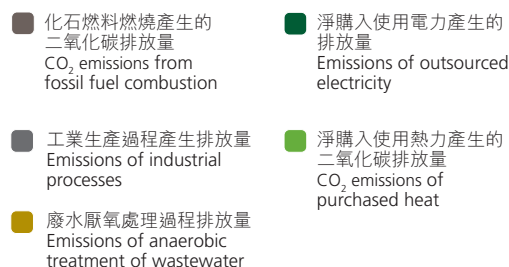 化石燃料燃燒產生的
二氧化碳排放量
CO₂ emissions from
fossil fuel combustion
淨購入使用電力產生的
排放量
Emissions of outsourced
electricity
工業生產過程產生排放量
Emissions of industrial
processes
淨購入使用熱力產生的
二氧化碳排放量
CO₂ emissions of
purchased heat
廢水厭氧處理過程排放量
Emissions of anaerobic
treatment of wastewater